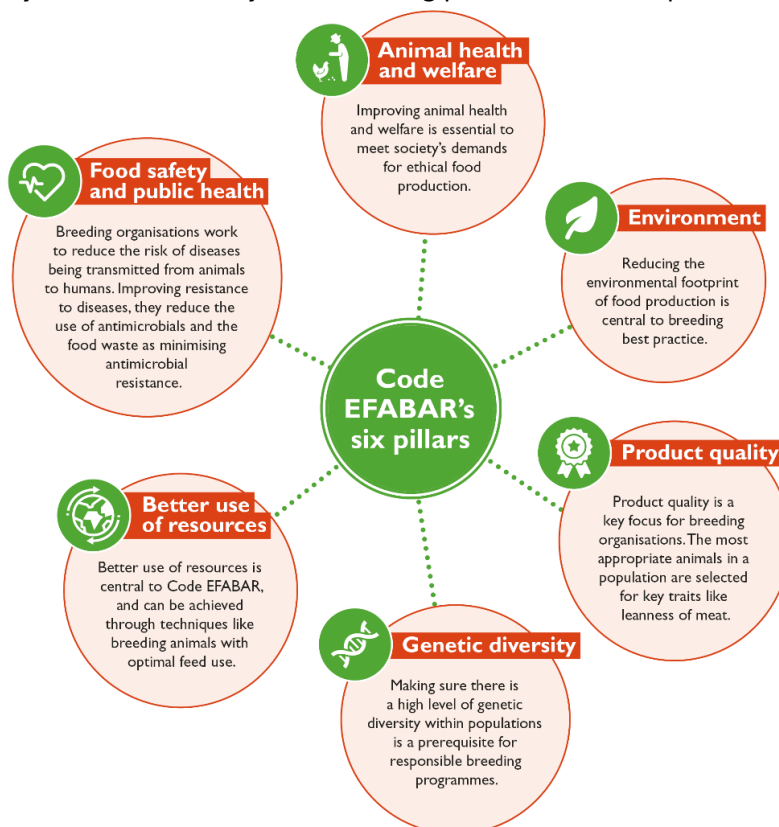 Animal health
and welfare
Improving animal health
and welfare is essential to
meet society's demands
for ethical food
production.
Food safety
and public health
Breeding organisations work
to reduce the risk of diseases
being transmitted from animals
to humans. Improving resistance
to diseases, they reduce the
use of antimicrobials and the
food waste as minimising
antimicrobial
resistance.
Environment
Reducing the
environmental footprint
of food production is
central to breeding
best practice.
Code
EFABAR's
six pillars
Product quality
Product quality is a
key focus for breeding
organisations. The most
appropriate animals in a
population are selected
for key traits like
leanness of meat.
Better use
of resources
Better use of resources is
central to Code EFABAR,
and can be achieved
through techniques like
breeding animals with
optimal feed use.
Genetic diversity
Making sure there is
a high level of genetic
diversity within populations
is a prerequisite for
responsible breeding
programmes.